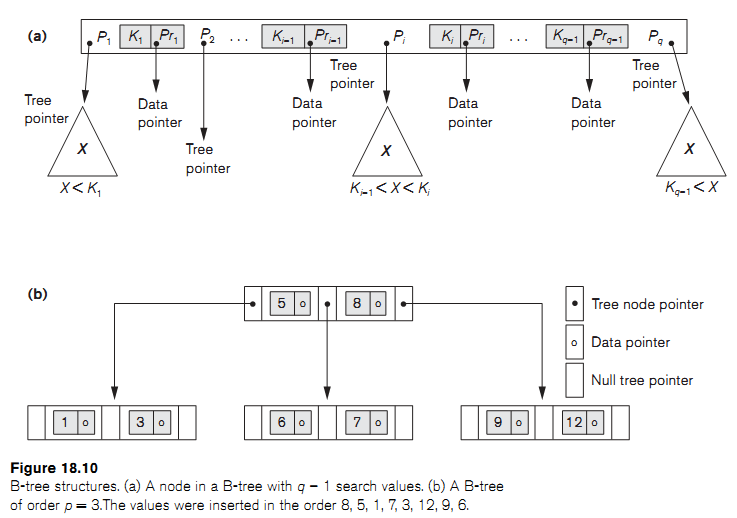 (a)
P1 K1 Pr1 P2 ... Ki–1 Pri–1 Pi Ki Pri ... Kq–1 Prq–1 Pq
Tree pointer
Data pointer
Tree pointer
Data pointer
Tree pointer
Data pointer
Data pointer
Tree pointer
X
X
X
X < K1
Ki–1 < X < Ki
Kq–1 < X
(b)
5 o 8 o
Tree node pointer
o Data pointer
Null tree pointer
1 o 3 o
6 o 7 o
9 o 12 o
Figure 18.10
B-tree structures. (a) A node in a B-tree with q – 1 search values. (b) A B-tree
of order p = 3.The values were inserted in the order 8, 5, 1, 7, 3, 12, 9, 6.